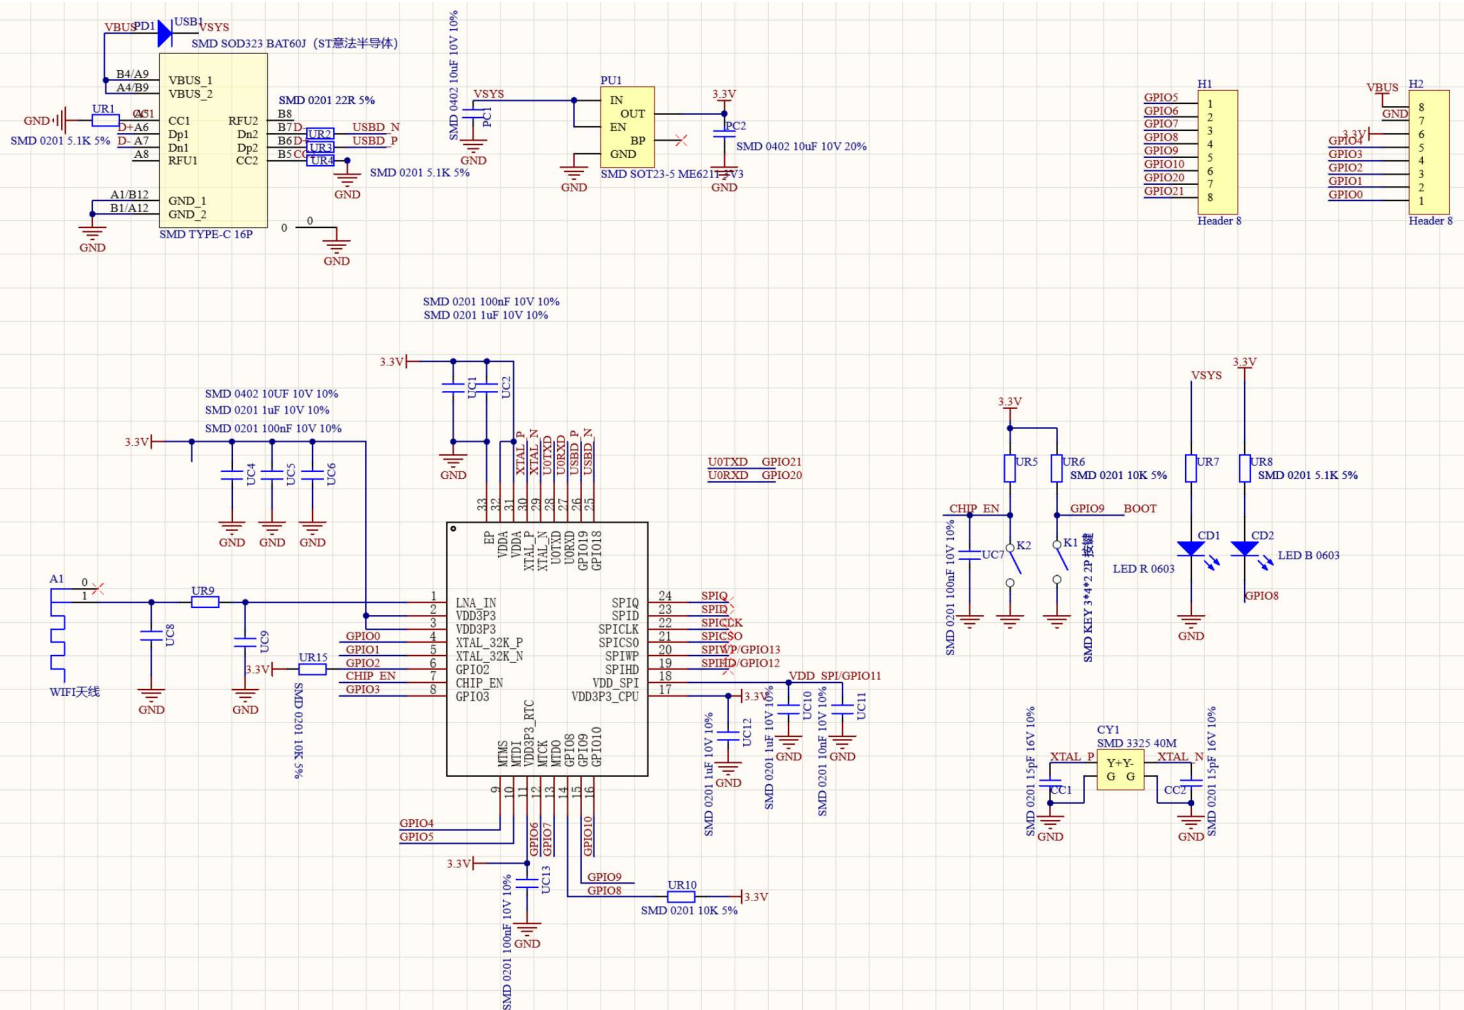 VBUS
PD1
USB1
VSYS
SMD SOD323 BAT60J（ST意法半导体）
B4/A9
A4/B9
VBUS_1
VBUS_2
GND
UR1
A5
CC1
SMD 0201 5.1K 5%
D+
A6
D-
A7
A8
CC1
Dp1
Dn1
RFU1
RFU2
Dn2
Dp2
CC2
SMD 0201 22R 5%
B8
B7
D-
UR2
USBD_N
B6
UR3
USBD_P
B5
UR4
SMD 0201 5.1K 5%
GND
A1/B12
B1/A12
GND_1
GND_2
GND
SMD TYPE-C 16P
0
0
GND
SMD 0402 10uF 10V 10%
VSYS
PC1
GND
PU1
IN
OUT
EN
BP
GND
GND
SMD SOT23-5 ME6211-3V3
3.3V
PC2
SMD 0402 10uF 10V 20%
GND
H1
GPIO5 1
GPIO6 2
GPIO7 3
GPIO8 4
GPIO9 5
GPIO10 6
GPIO20 7
GPIO21 8
Header 8
H2
VBUS 8
GND 7
3.3V 6
GPIO4 5
GPIO3 4
GPIO2 3
GPIO1 2
GPIO0 1
Header 8
SMD 0201 100nF 10V 10%
SMD 0201 1uF 10V 10%
3.3V
UC1
UC2
GND
SMD 0402 10UF 10V 10%
SMD 0201 1uF 10V 10%
SMD 0201 100nF 10V 10%
3.3V
UC4
UC5
UC6
GND
GND
GND
XTAL_P
XTAL_N
U0TXD
U0RXD
USBD_P
USBD_N
33
32
31
30
29
28
27
26
25
EP
VDDA
VDDA
XTAL_P
XTAL_N
U0TXD
U0RXD
GPIO19
GPIO18
U0TXD GPIO21
U0RXD GPIO20
A1
0
1
WIFI天线
UC8
GND
UR9
UC9
GND
3.3V
UR15
SMD 0201 10K 5%
1 LNA_IN
2 VDD3P3
3 VDD3P3
GPIO0 4 XTAL_32K_P
GPIO1 5 XTAL_32K_N
GPIO2 6 GPIO2
CHIP_EN 7 CHIP_EN
GPIO3 8 GPIO3
SPIQ 24 SPIQ
SPID 23 SPID
SPICLK 22 SPICLK
SPICSO 21 SPICSO
SPIWP 20 SPIWP/GPIO13
SPIHD 19 SPIHD/GPIO12
VDD_SPI 18 VDD_SPI/GPIO11
VDD3P3_CPU 17 3.3V
MTMS
MTDI
VDD3P3_RTC
MTCK
MTDO
GPIO8
GPIO9
GPIO10
9
10
11
12
13
14
15
16
GPIO4
GPIO5
GPIO6
GPIO7
GPIO10
3.3V
UC13
SMD 0201 100nF 10V 10%
GND
GPIO9
GPIO8
UR10
3.3V
SMD 0201 10K 5%
UC12
SMD 0201 1uF 10V 10%
GND
UC10
SMD 0201 1uF 10V 10%
GND
UC11
SMD 0201 10nF 10V 10%
GND
3.3V
UR5
UR6
SMD 0201 10K 5%
CHIP_EN
GPIO9
BOOT
UC7
SMD 0201 100nF 10V 10%
K2
K1
SMD KEY 3*4*2 2P 按键
VSYS
UR7
CD1
LED R 0603
GND
3.3V
UR8
SMD 0201 5.1K 5%
CD2
LED B 0603
GPIO8
CY1
SMD 3325 40M
XTAL_P
Y+ Y-
G G
XTAL_N
CC1
SMD 0201 15pF 16V 10%
GND
CC2
SMD 0201 15pF 16V 10%
GND